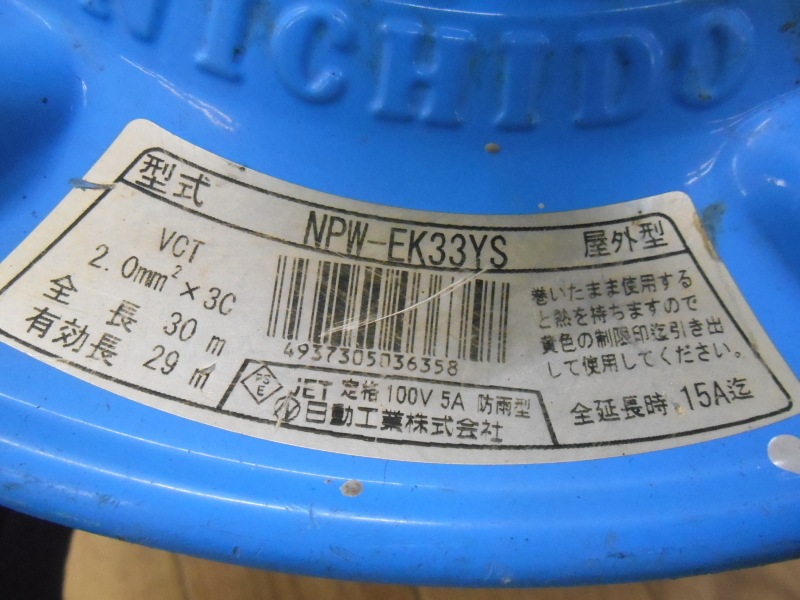 NICHIDO
型式 NPW-EK33YS 屋外型
VCT
2.0mm²×3C
全長 30m
有効長 29m
4937305036358
巻いたまま使用する
と熱を持ちますので
黄色の制限印迄引き出
して使用してください。
PSE JET 定格 100V 5A 防雨型
日動工業株式会社
全延長時 15A迄